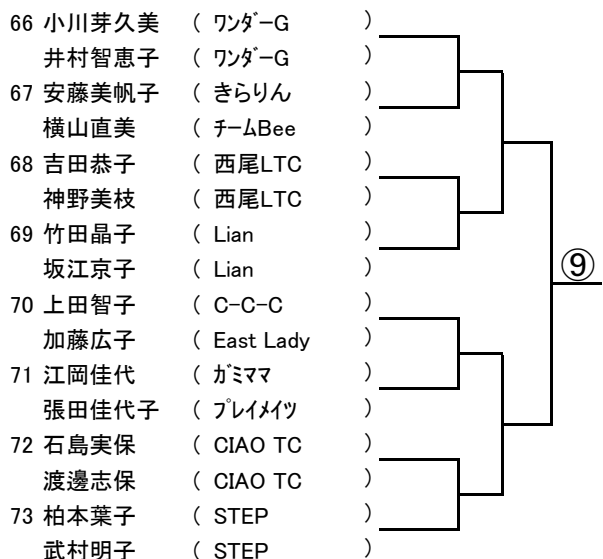 66 小川芽久美 ( ワンダーG )
井村智恵子 ( ワンダーG )
67 安藤美帆子 ( きらりん )
横山直美 ( チームBee )
68 吉田恭子 ( 西尾LTC )
神野美枝 ( 西尾LTC )
69 竹田晶子 ( Lian )
坂江京子 ( Lian )
⑨
70 上田智子 ( C-C-C )
加藤広子 ( East Lady )
71 江岡佳代 ( ガミママ )
張田佳代子 ( プレイメイツ )
72 石島実保 ( CIAO TC )
渡邊志保 ( CIAO TC )
73 柏本葉子 ( STEP )
武村明子 ( STEP )